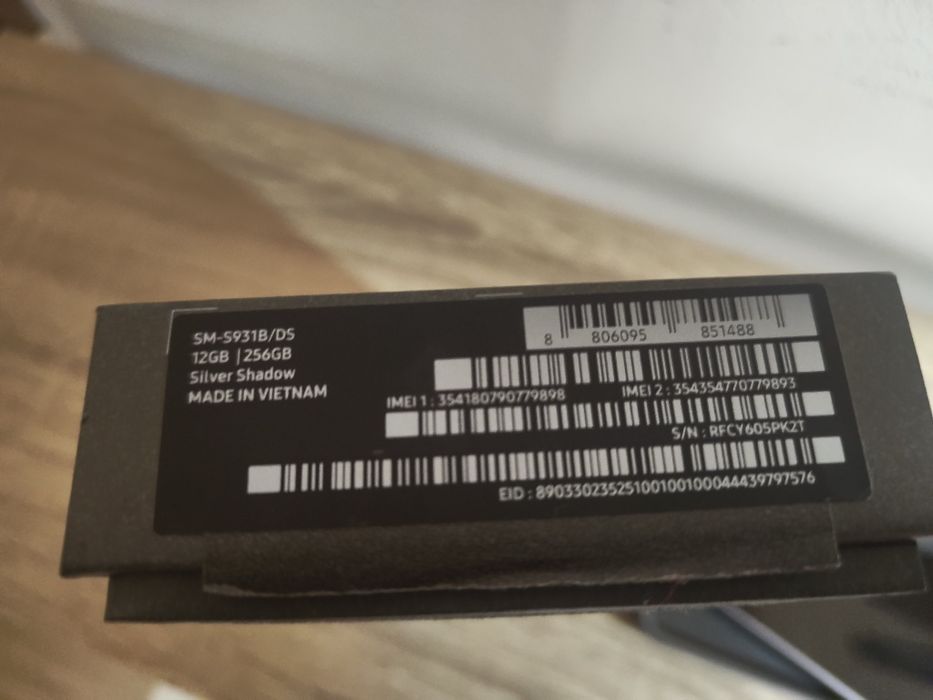 SM-S931B/DS
12GB | 256GB
Silver Shadow
MADE IN VIETNAM
8 806095 851488
IMEI 1 : 354180790779898
IMEI 2 : 354354770779893
S/N : RFCY605PK2T
EID : 89033023525100100100044439797576